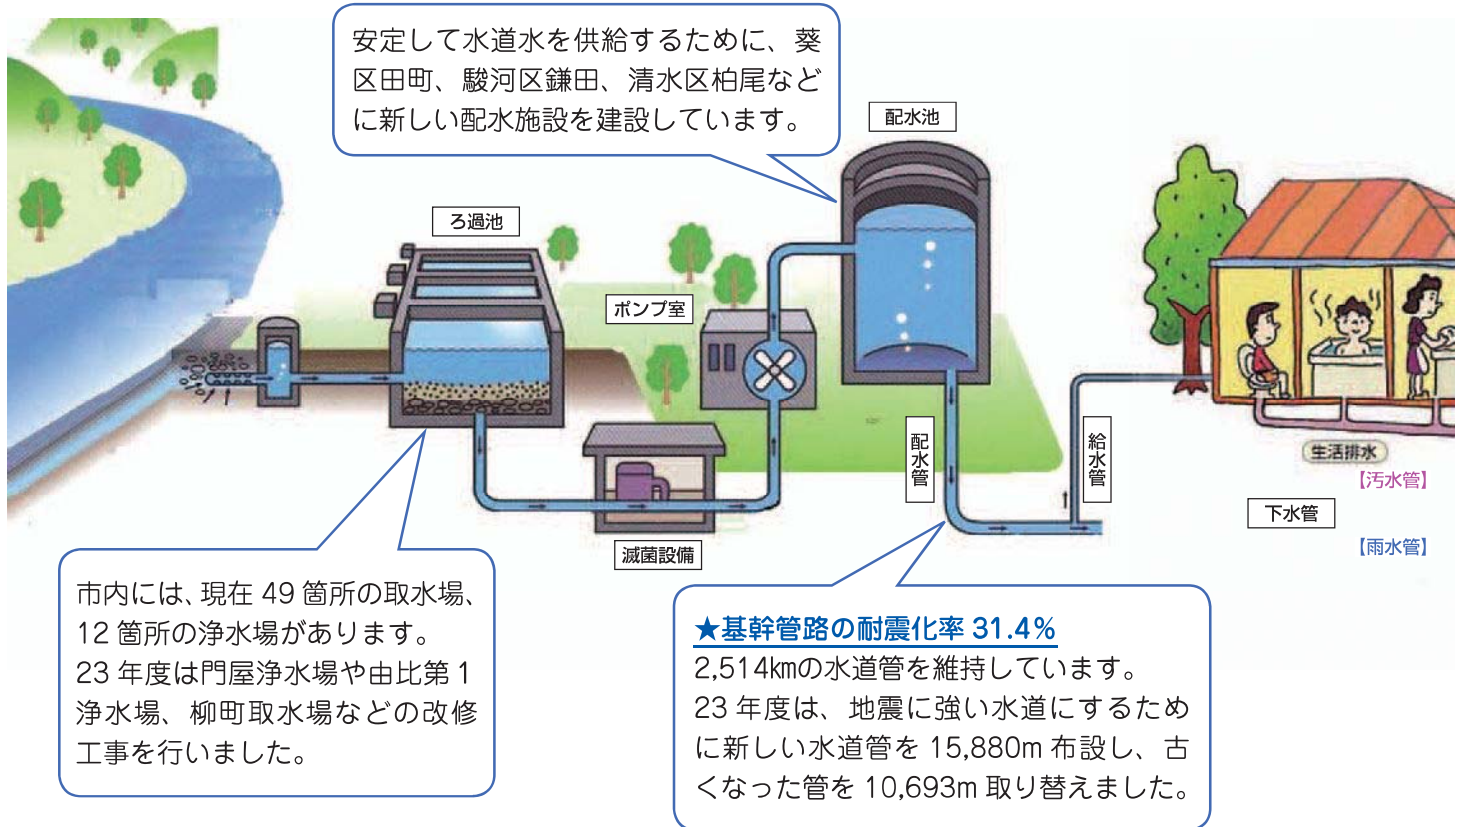 安定して水道水を供給するために、葵
区田町、駿河区鎌田、清水区柏尾など
に新しい配水施設を建設しています。
配水池
ろ過池
ポンプ室
配水管
給水管
生活排水
【汚水管】
下水管
【雨水管】
滅菌設備
市内には、現在 49 箇所の取水場、
12 箇所の浄水場があります。
23 年度は門屋浄水場や由比第 1
浄水場、柳町取水場などの改修
工事を行いました。
★基幹管路の耐震化率 31.4%
2,514㎞の水道管を維持しています。
23 年度は、地震に強い水道にするため
に新しい水道管を 15,880m 布設し、古
くなった管を 10,693m 取り替えました。